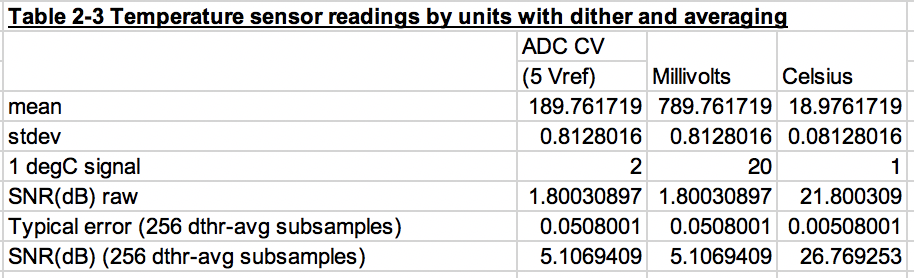 Table 2-3 Temperature sensor readings by units with dither and averaging
ADC CV
(5 Vref) Millivolts Celsius
mean 189.761719 789.761719 18.9761719
stdev 0.8128016 0.8128016 0.08128016
1 degC signal 2 20 1
SNR(dB) raw 1.80030897 1.80030897 21.800309
Typical error (256 dthr-avg subsamples) 0.0508001 0.0508001 0.00508001
SNR(dB) (256 dthr-avg subsamples) 5.1069409 5.1069409 26.769253